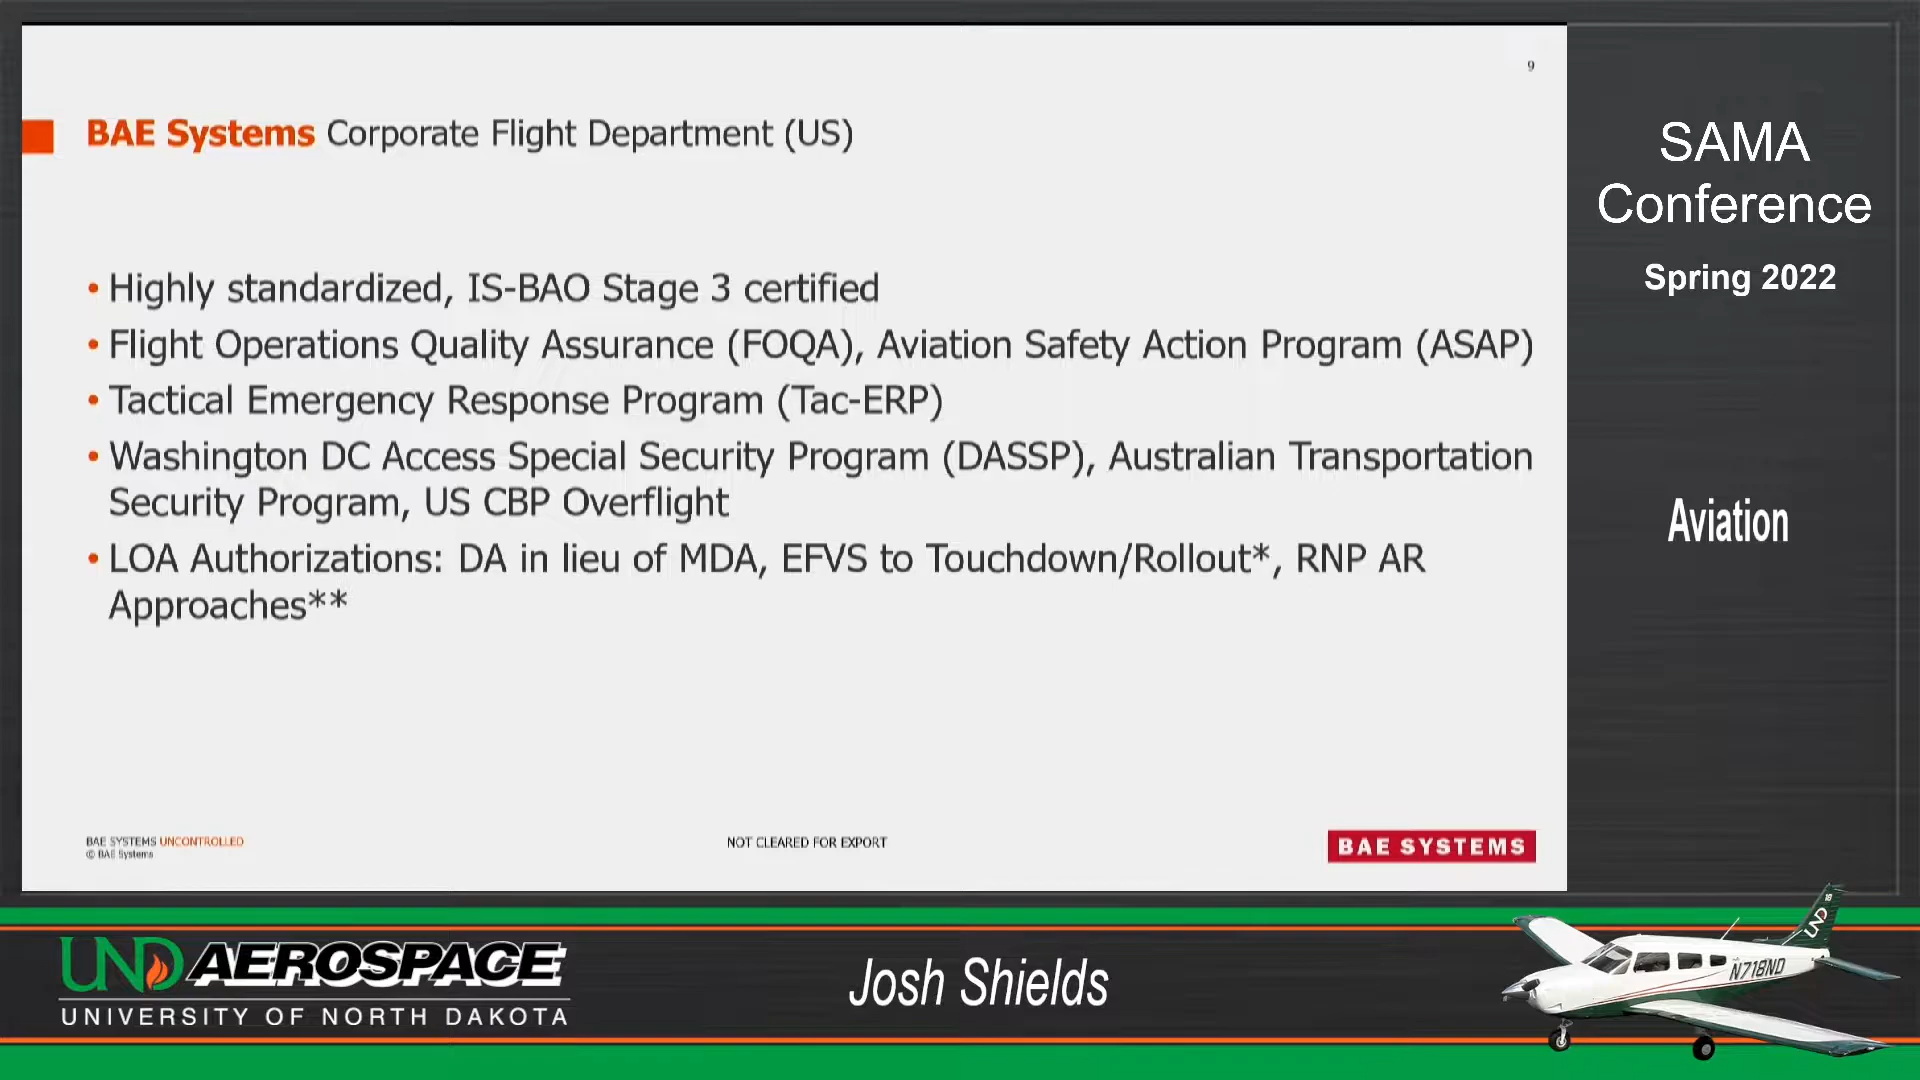 9
BAE Systems Corporate Flight Department (US)
• Highly standardized, IS-BAO Stage 3 certified
• Flight Operations Quality Assurance (FOQA), Aviation Safety Action Program (ASAP)
• Tactical Emergency Response Program (Tac-ERP)
• Washington DC Access Special Security Program (DASSP), Australian Transportation
Security Program, US CBP Overflight
• LOA Authorizations: DA in lieu of MDA, EFVS to Touchdown/Rollout*, RNP AR
Approaches**
BAE SYSTEMS UNCONTROLLED
© BAE Systems
NOT CLEARED FOR EXPORT
BAE SYSTEMS
SAMA
Conference
Spring 2022
Aviation
UND AEROSPACE
UNIVERSITY OF NORTH DAKOTA
Josh Shields
18
UND
N718ND